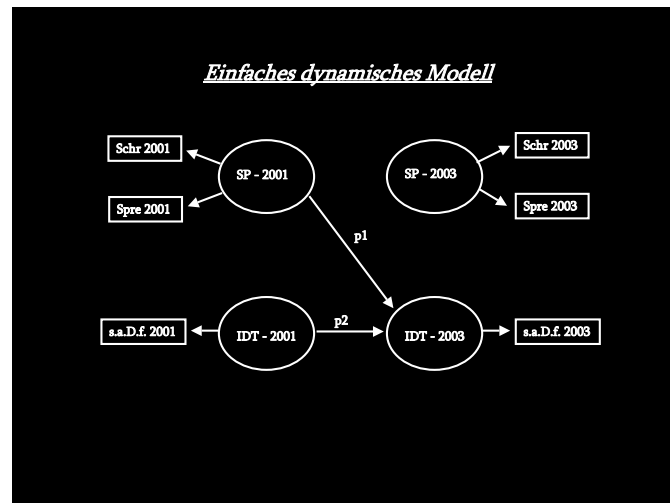 Einfaches dynamisches Modell
Schr 2001
SP - 2001
SP - 2003
Schr 2003
Spre 2001
Spre 2003
p1
s.a.D.f. 2001
IDT - 2001
p2
IDT - 2003
s.a.D.f. 2003